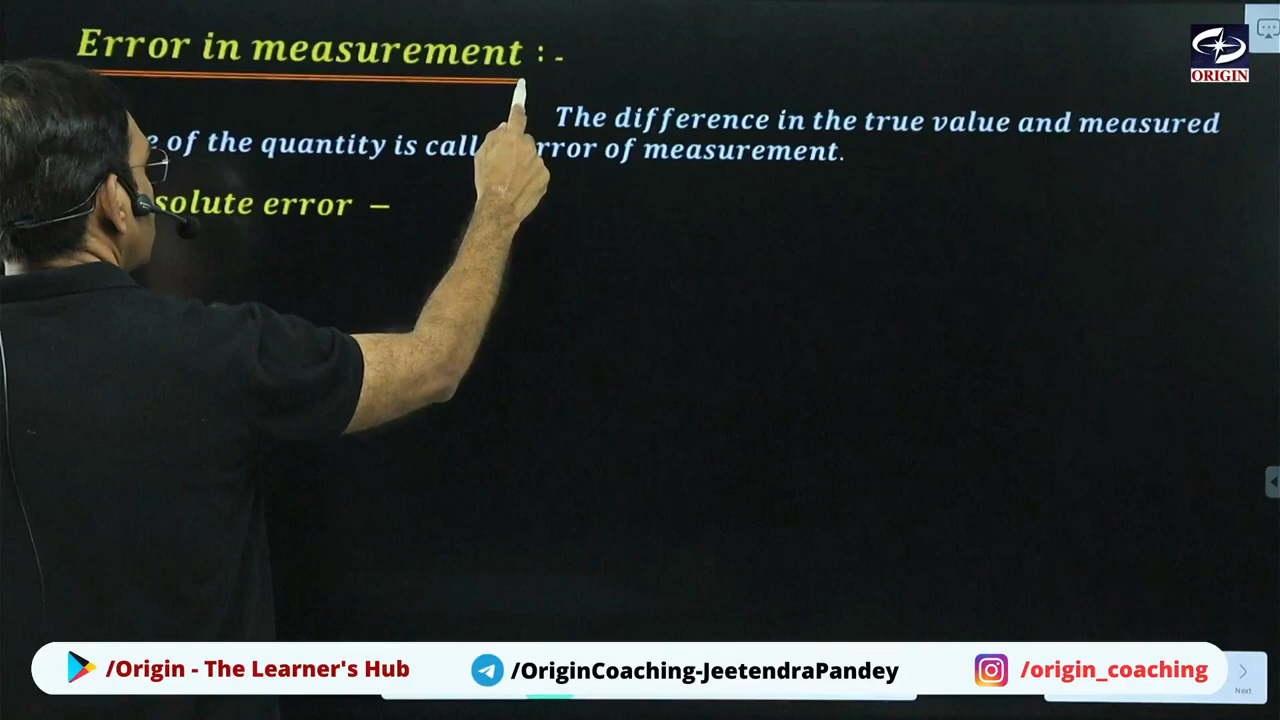 Error in measurement : -
ORIGIN
The difference in the true value and measured
of the quantity is call rror of measurement.
solute error –
/Origin - The Learner's Hub
/OriginCoaching-JeetendraPandey
/origin_coaching
Next